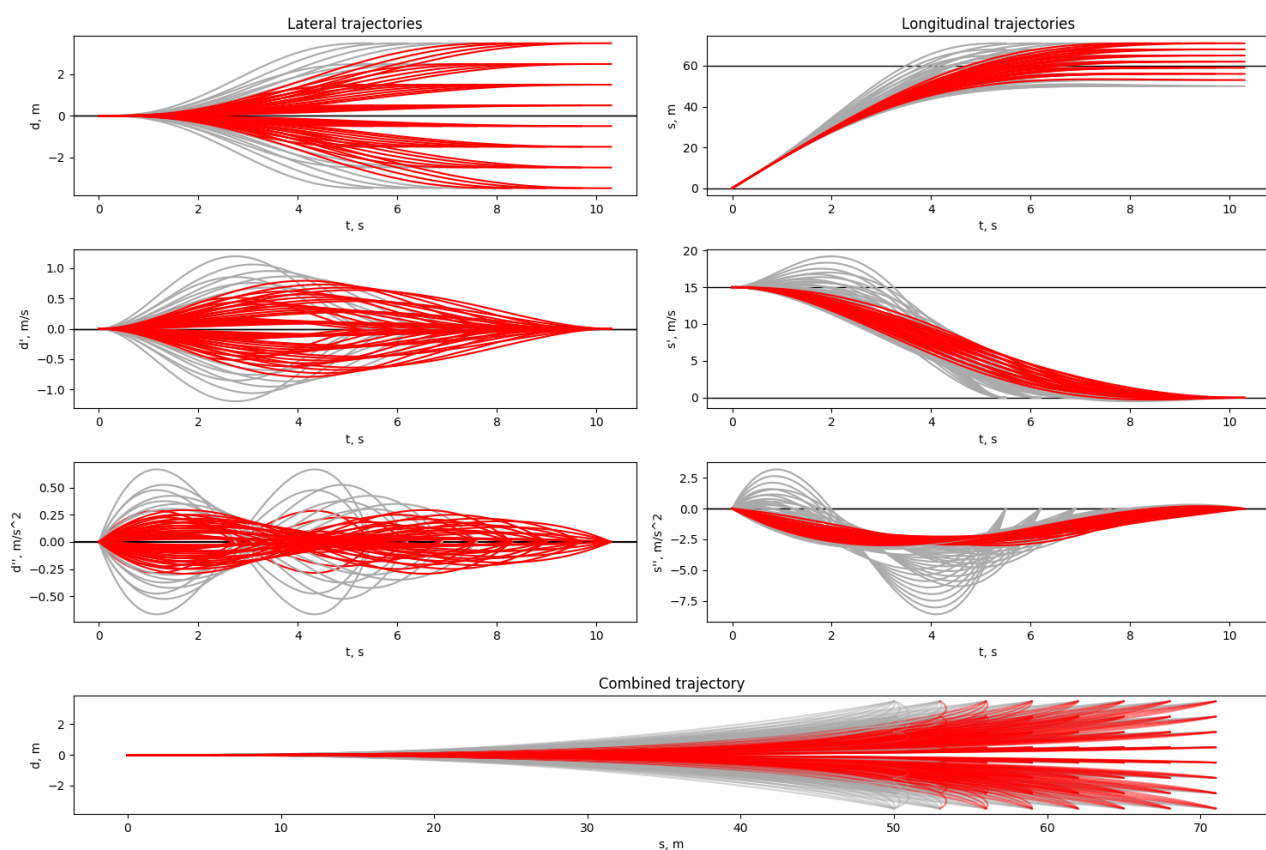 Lateral trajectories
d, m
2
0
−2
0 2 4 6 8 10
t, s
Longitudinal trajectories
s, m
60
40
20
0
0 2 4 6 8 10
t, s
d', m/s
1.0
0.5
0.0
−0.5
−1.0
0 2 4 6 8 10
t, s
s', m/s
20
15
10
5
0
0 2 4 6 8 10
t, s
d'', m/s^2
0.50
0.25
0.00
−0.25
−0.50
0 2 4 6 8 10
t, s
s'', m/s^2
2.5
0.0
−2.5
−5.0
−7.5
0 2 4 6 8 10
t, s
Combined trajectory
d, m
2
0
−2
0 10 20 30 40 50 60 70
s, m